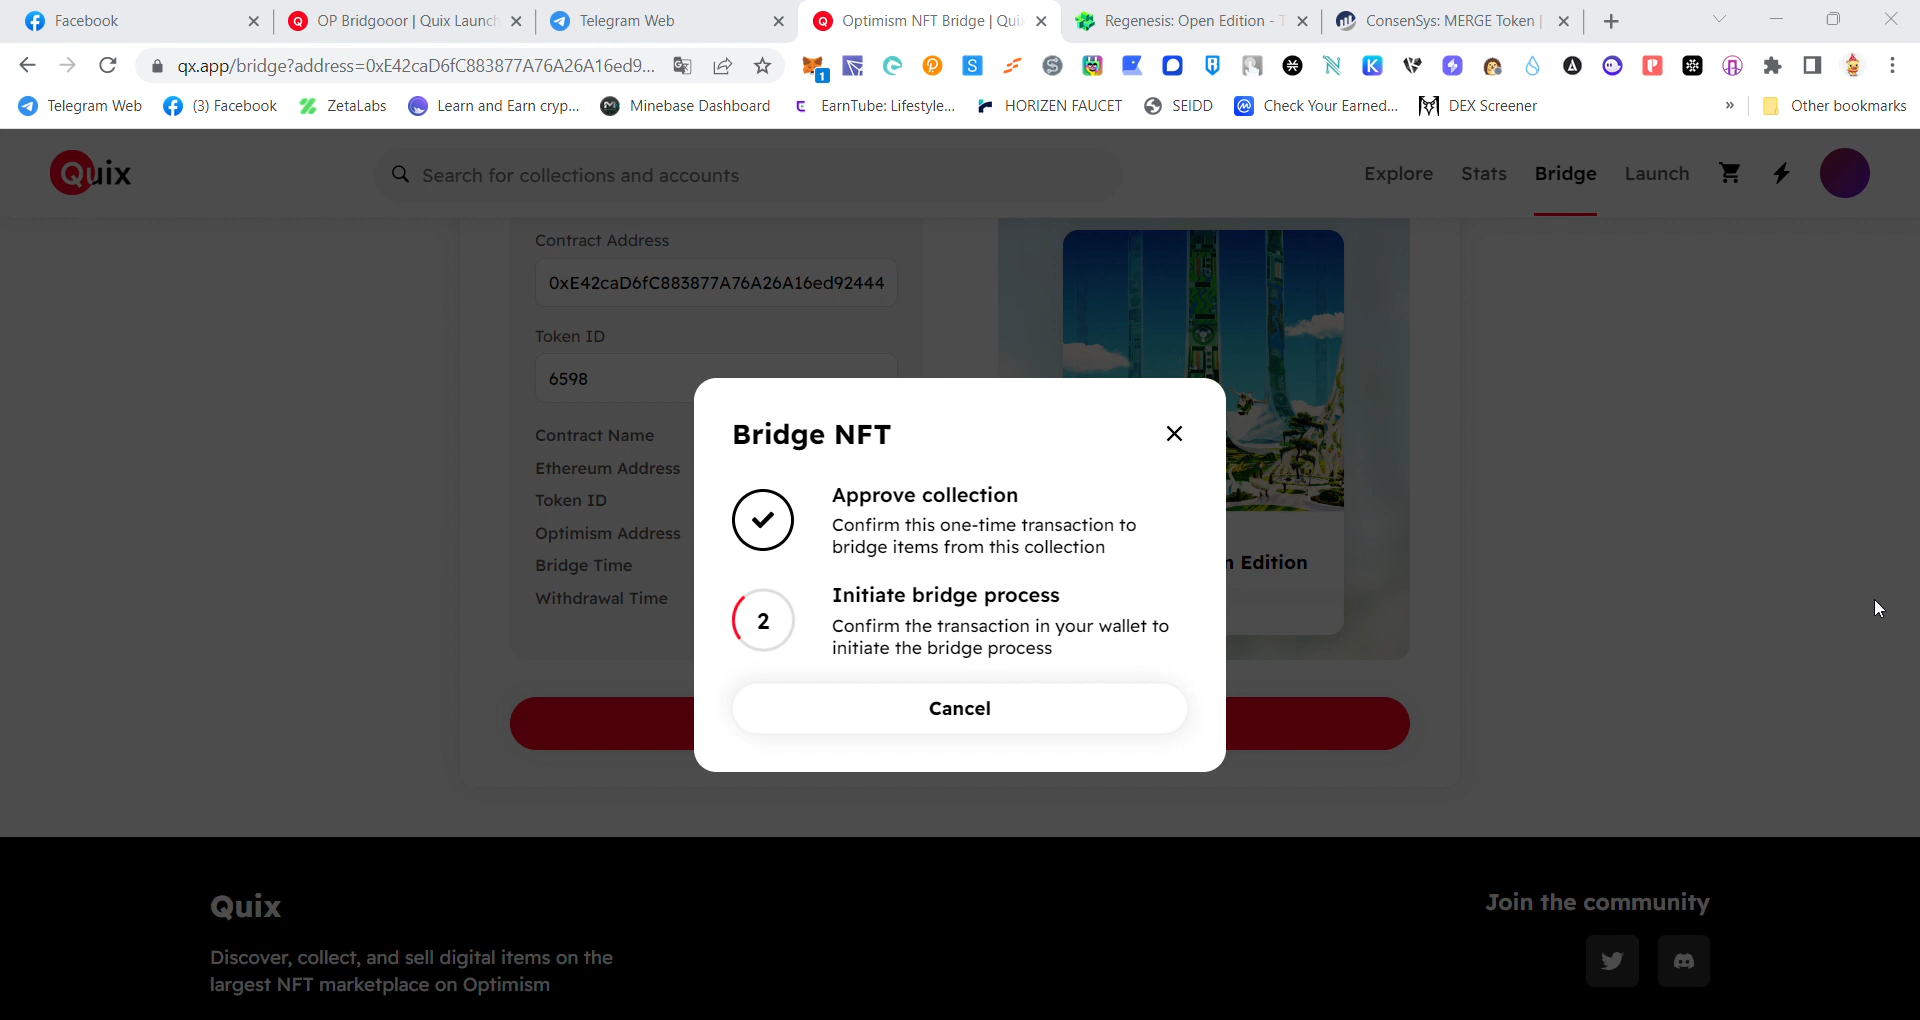 Facebook
OP Bridgooor | Quix Launch
Telegram Web
Optimism NFT Bridge | Quix
Regenesis: Open Edition - T
ConsenSys: MERGE Token |
qx.app/bridge?address=0xE42caD6fC883877A76A26A16ed9...
1
Telegram Web
(3) Facebook
ZetaLabs
Learn and Earn cryp...
Minebase Dashboard
EarnTube: Lifestyle...
HORIZEN FAUCET
SEIDD
Check Your Earned...
DEX Screener
»
Other bookmarks
Quix
Search for collections and accounts
Explore
Stats
Bridge
Launch
Contract Address
0xE42caD6fC883877A76A26A16ed92444
Token ID
6598
Contract Name
Ethereum Address
Token ID
Optimism Address
Bridge Time
Withdrawal Time
n Edition
Bridge NFT
Approve collection
Confirm this one-time transaction to
bridge items from this collection
2
Initiate bridge process
Confirm the transaction in your wallet to
initiate the bridge process
Cancel
Quix
Discover, collect, and sell digital items on the
largest NFT marketplace on Optimism
Join the community